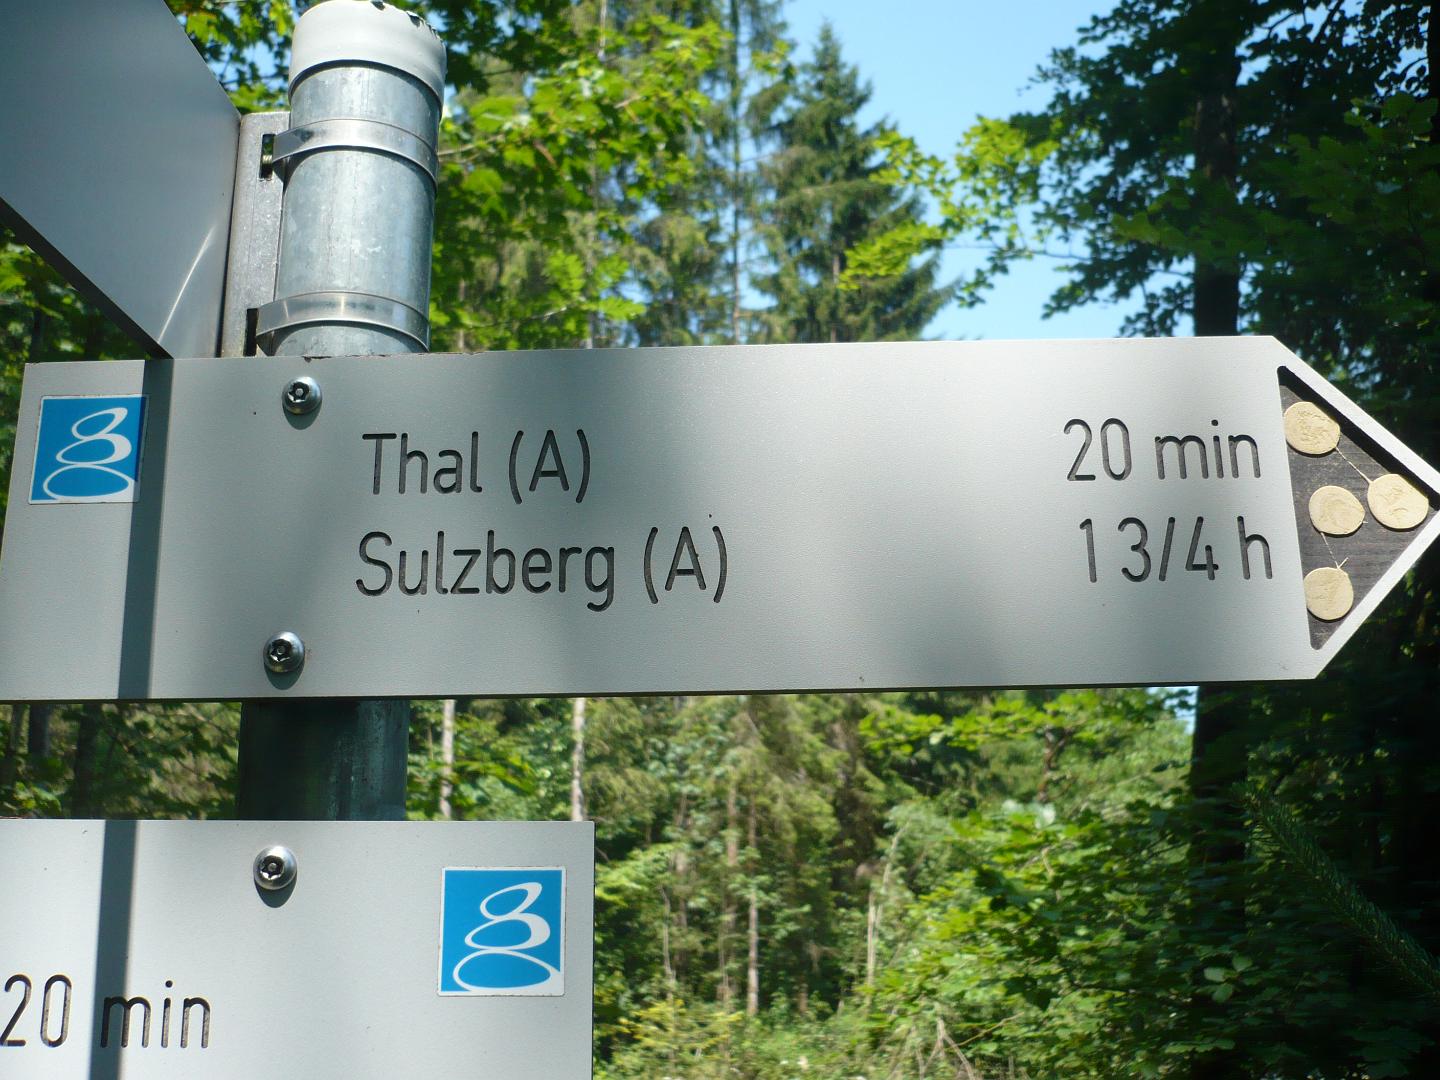 Thal (A) 20 min
Sulzberg (A) 1 3/4 h
20 min